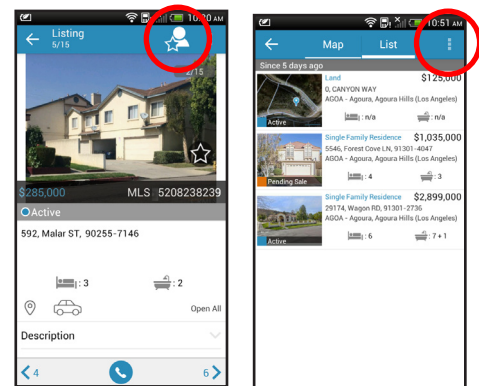 10:20 AM
Listing
5/15
2/15
$285,000 MLS 5208238239
Active
592, Malar ST, 90255-7146
: 3 : 2
Open All
Description
4 6
10:51 AM
Map List
Since 5 days ago
Land $125,000
0, CANYON WAY
AGOA - Agoura, Agoura Hills (Los Angeles)
: n/a : n/a
Active
Single Family Residence $1,035,000
5546, Forest Cove LN, 91301-4047
AGOA - Agoura, Agoura Hills (Los Angeles)
: 4 : 3
Pending Sale
Single Family Residence $2,899,000
29174, Wagon RD, 91301-2736
AGOA - Agoura, Agoura Hills (Los Angeles)
: 6 : 7 + 1
Active